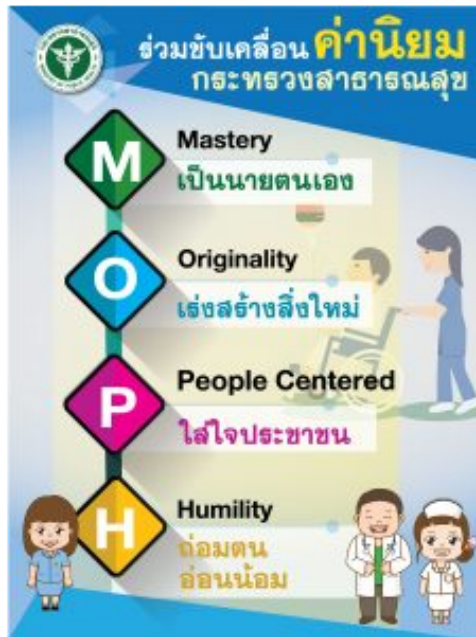 ร่วมขับเคลื่อน ค่านิยม
กระทรวงสาธารณสุข
M
Mastery
เป็นนายตนเอง
O
Originality
เร่งสร้างสิ่งใหม่
P
People Centered
ใส่ใจประชาชน
H
Humility
ถ่อมตน
อ่อนน้อม